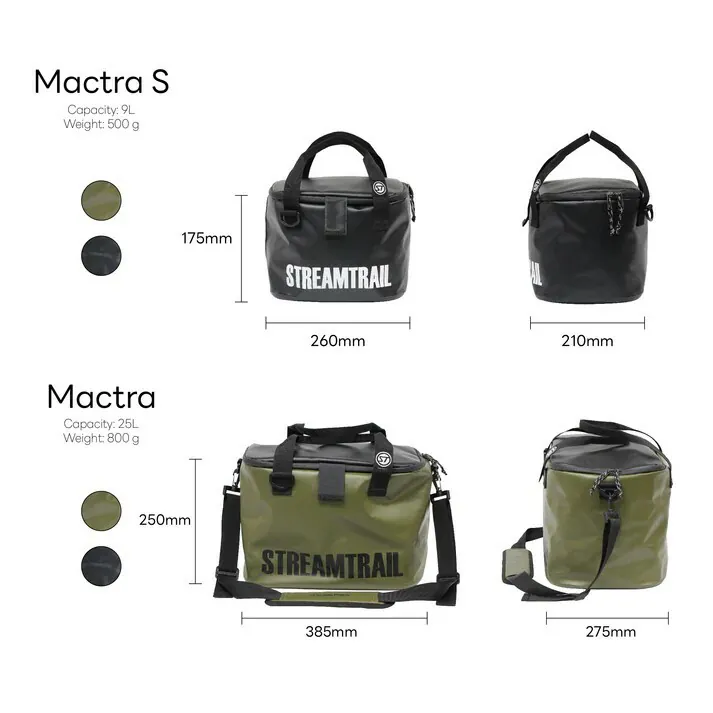 Mactra S
Capacity: 9L
Weight: 500 g
175mm
STREAMTRAIL
260mm
210mm
Mactra
Capacity: 25L
Weight: 800 g
250mm
STREAMTRAIL
385mm
275mm